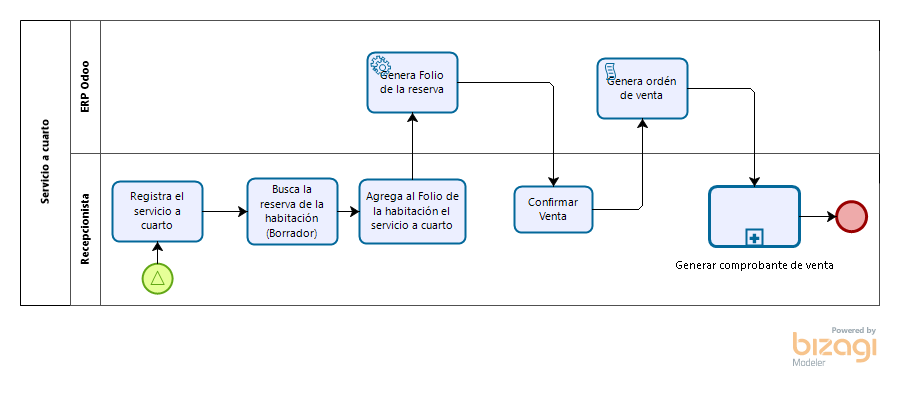 Servicio a cuarto
ERP Odoo
Genera Folio
de la reserva
Genera ordén
de venta
Recepcionista
Registra el
servicio a
cuarto
Busca la
reserva de la
habitación
(Borrador)
Agrega al Folio de
la habitación el
servicio a cuarto
Confirmar
Venta
Generar comprobante de venta
Powered by
bizagi
Modeler